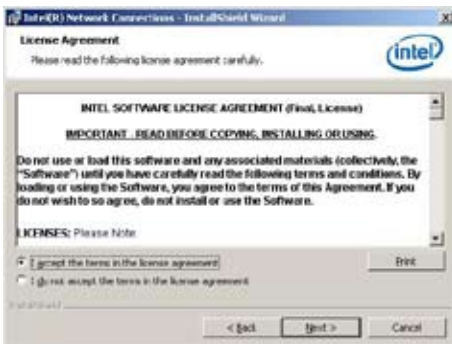 Intel(R) Network Connections - InstallShield Wizard
License Agreement
Please read the following license agreement carefully.
intel
INTEL SOFTWARE LICENSE AGREEMENT (Final, License)
IMPORTANT - READ BEFORE COPYING, INSTALLING OR USING.
Do not use or load this software and any associated materials (collectively, the
"Software") until you have carefully read the following terms and conditions. By
loading or using the Software, you agree to the terms of this Agreement. If you
do not wish to so agree, do not install or use the Software.
LICENSES: Please Note:
I accept the terms in the license agreement
Print
I do not accept the terms in the license agreement
InstallShield
< Back
Next >
Cancel